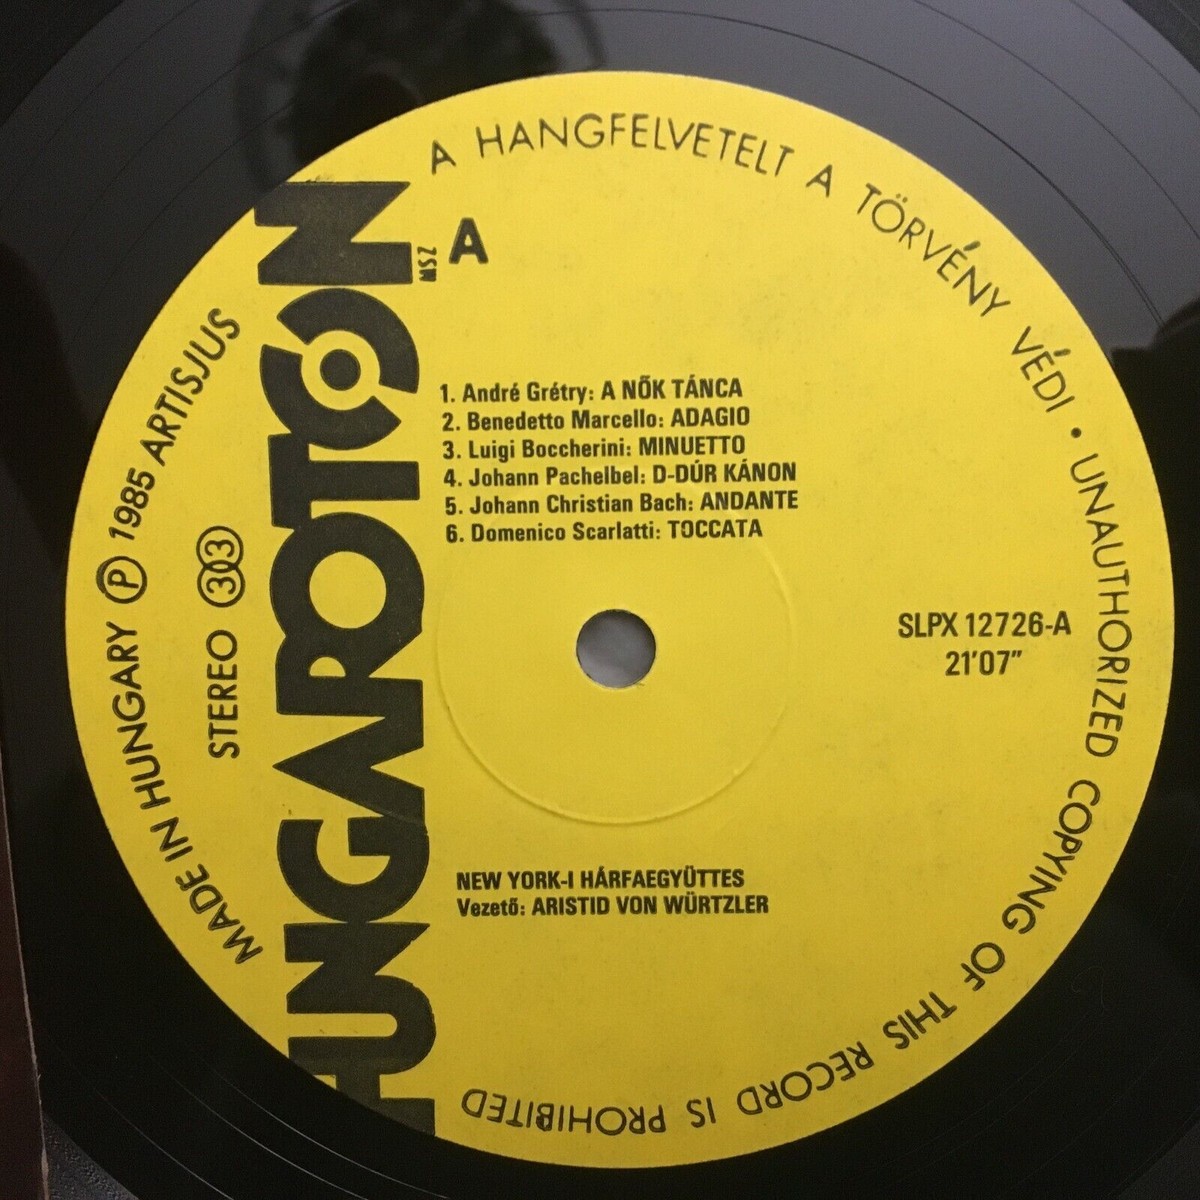 A HANGFELVETELT A TÖRVÉNY VÉDI • UNAUTHORIZED COPYING OF THIS RECORD IS PROHIBITED
MADE IN HUNGARY Ⓟ 1985 ARTISJUS
STEREO 33
HUNGAROTON
MSZ
A
1. André Grétry: A NŐK TÁNCA
2. Benedetto Marcello: ADAGIO
3. Luigi Boccherini: MINUETTO
4. Johann Pachelbel: D-DÚR KÁNON
5. Johann Christian Bach: ANDANTE
6. Domenico Scarlatti: TOCCATA
SLPX 12726-A
21'07"
NEW YORK-I HÁRFAEGYÜTTES
Vezető: ARISTID VON WÜRTZLER